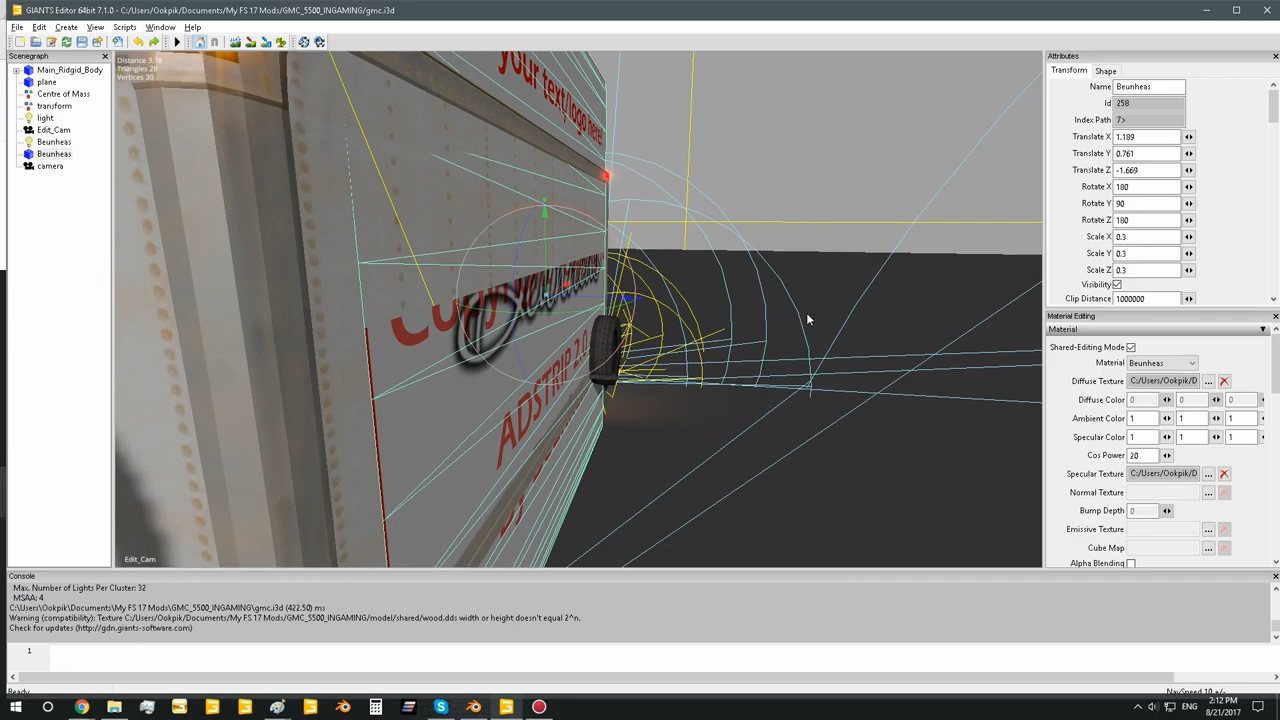 GIANTS Editor 64bit 7.1.0 - C:/Users/Ookpik/Documents/My FS 17 Mods/GMC_5500_INGAMING/gmc.i3d
File Edit Create View Scripts Window Help
Scenegraph
Main_Ridgid_Body
plane
Centre of Mass
transform
light
Edit_Cam
Beunheas
Beunheas
camera
Distance 3.78
Triangles 28
Vertices 30
your text/logo here!
ADSTRIP 2.0
Edit_Cam
Attributes
Transform Shape
Name Beunheas
Id 258
Index Path 7>
Translate X 1.189
Translate Y 0.761
Translate Z -1.669
Rotate X 180
Rotate Y 90
Rotate Z 180
Scale X 0.3
Scale Y 0.3
Scale Z 0.3
Visibility
Clip Distance 1000000
Material Editing
Material
Shared-Editing Mode
Material Beunheas
Diffuse Texture C:/Users/Ookpik/D ...
Diffuse Color 0 0 0
Ambient Color 1 1 1
Specular Color 1 1 1
Cos Power 20
Specular Texture C:/Users/Ookpik/D ...
Normal Texture ...
Bump Depth 0
Emissive Texture ...
Cube Map ...
Alpha Blending
Console
Max. Number of Lights Per Cluster: 32
MSAA: 4
C:\Users\Ookpik\Documents\My FS 17 Mods\GMC_5500_INGAMING\gmc.i3d (422.50) ms
Warning (compatibility): Texture C:/Users/Ookpik/Documents/My FS 17 Mods/GMC_5500_INGAMING/model/shared/wood.dds width or height doesn't equal 2^n.
Check for updates (http://gdn.giants-software.com)
1
Ready
NavSpeed 10 +/-
ENG
2:12 PM
8/21/2017